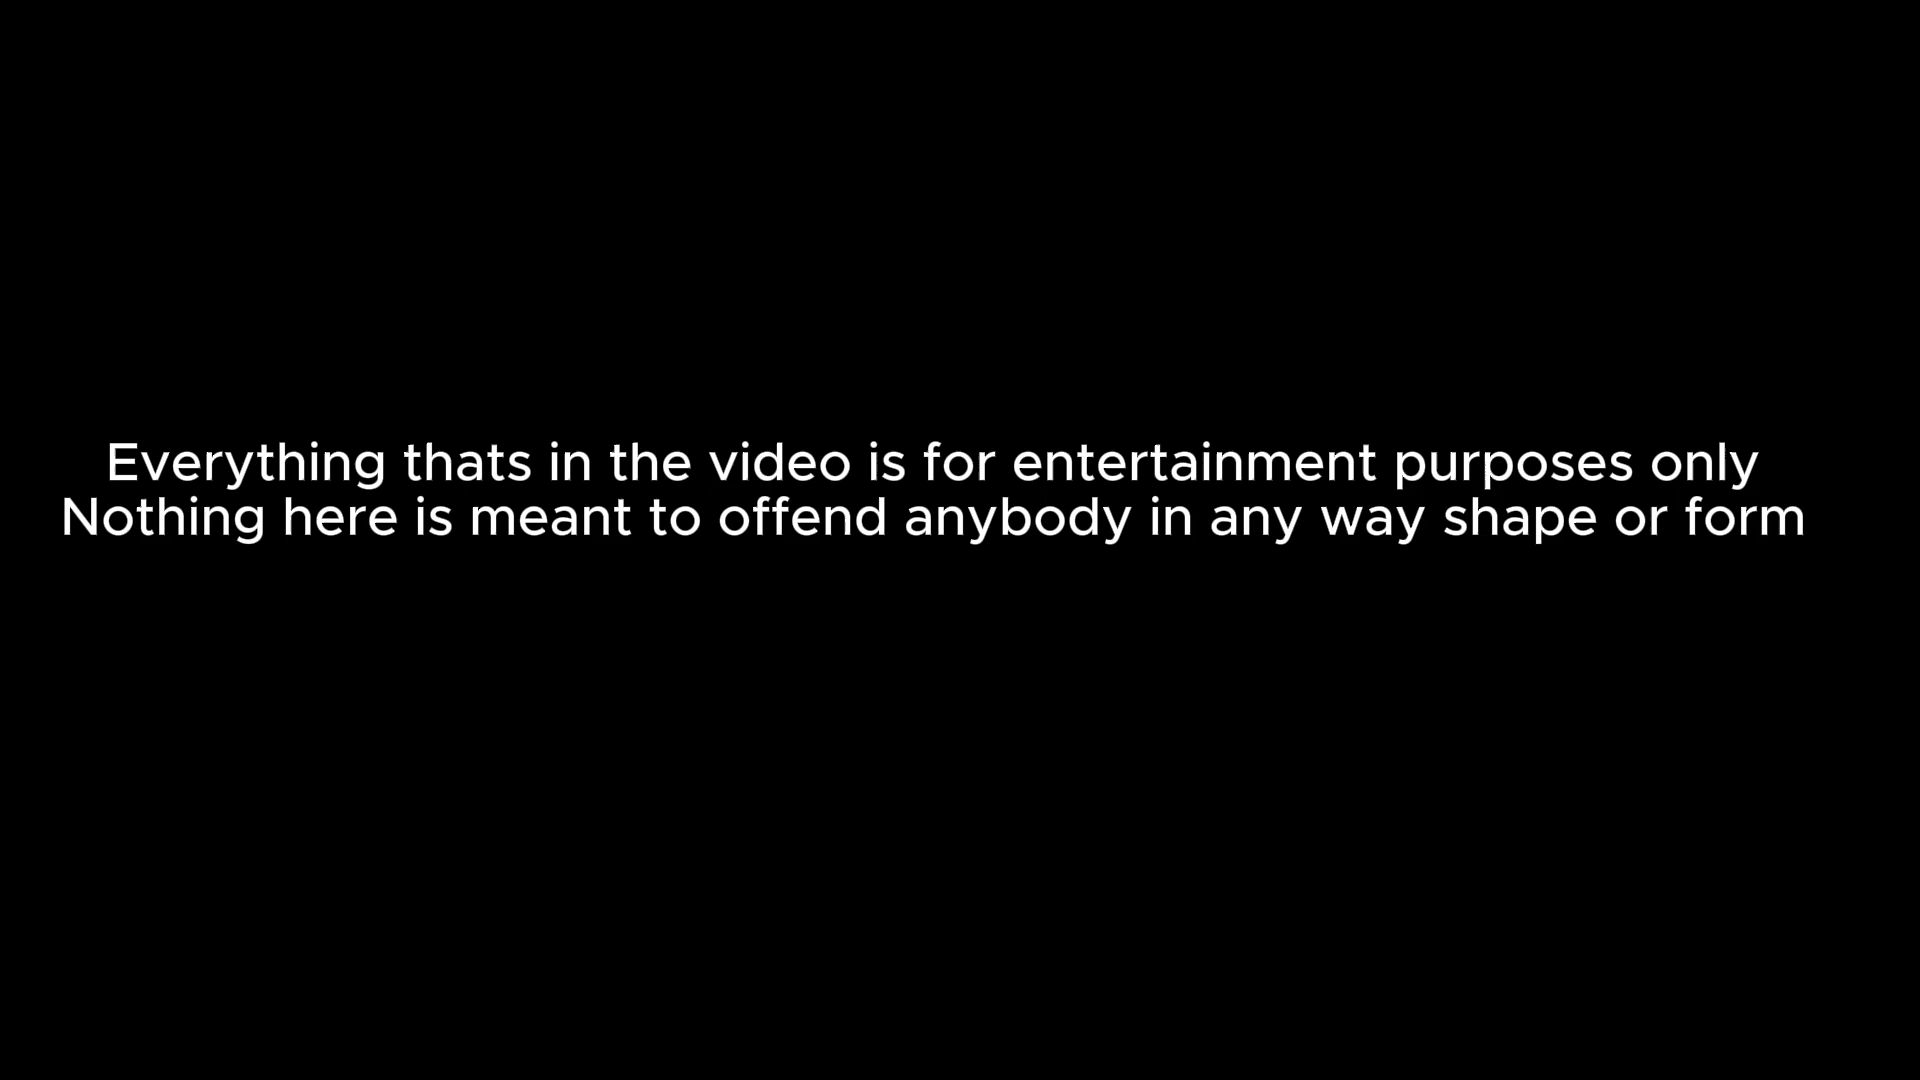 Everything thats in the video is for entertainment purposes only
Nothing here is meant to offend anybody in any way shape or form